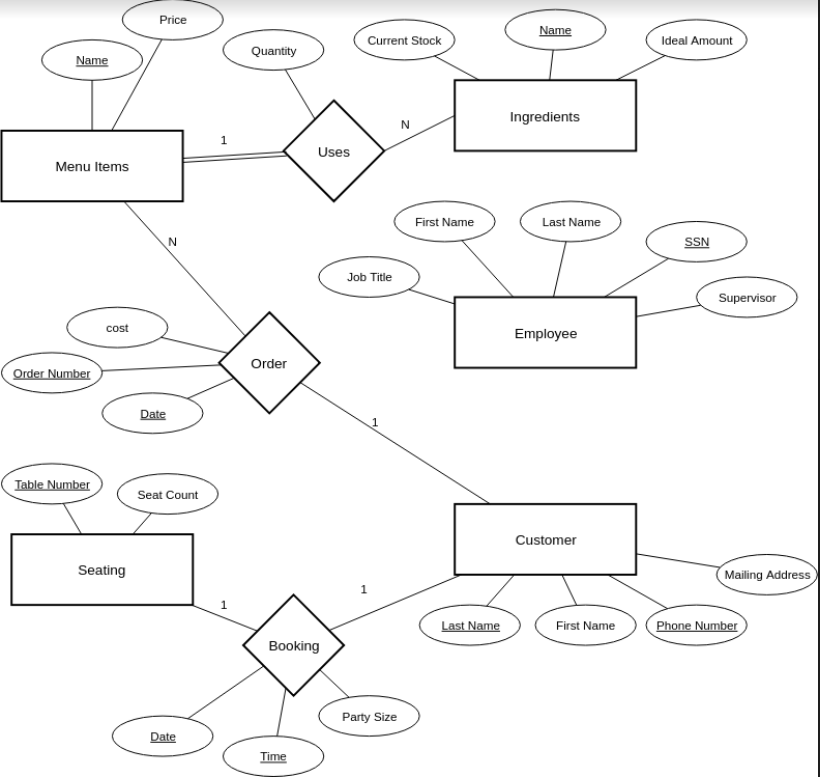 Price
Name
Quantity
Current Stock
Name
Ideal Amount
Menu Items
1
Uses
N
Ingredients
N
First Name
Last Name
SSN
Job Title
Supervisor
Employee
cost
Order Number
Date
Order
1
Table Number
Seat Count
Seating
1
Booking
1
Customer
Mailing Address
Last Name
First Name
Phone Number
Date
Time
Party Size